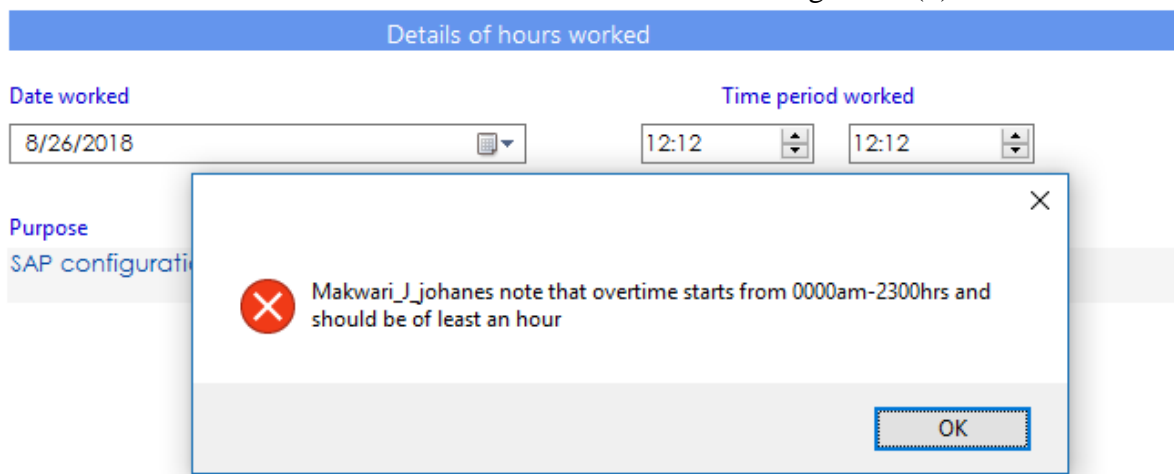 Details of hours worked
Date worked
Time period worked
8/26/2018
12:12
12:12
Purpose
SAP configurati
Makwari_J_johanes note that overtime starts from 0000am-2300hrs and
should be of least an hour
OK